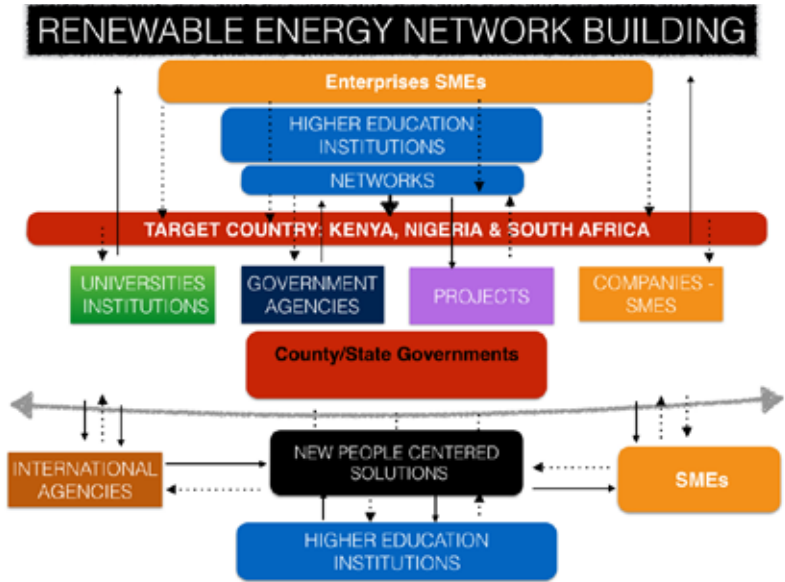 RENEWABLE ENERGY NETWORK BUILDING
Enterprises SMEs
HIGHER EDUCATION
INSTITUTIONS
NETWORKS
TARGET COUNTRY: KENYA, NIGERIA & SOUTH AFRICA
UNIVERSITIES
INSTITUTIONS
GOVERNMENT
AGENCIES
PROJECTS
COMPANIES -
SMES
County/State Governments
INTERNATIONAL
AGENCIES
NEW PEOPLE CENTERED
SOLUTIONS
SMEs
HIGHER EDUCATION
INSTITUTIONS